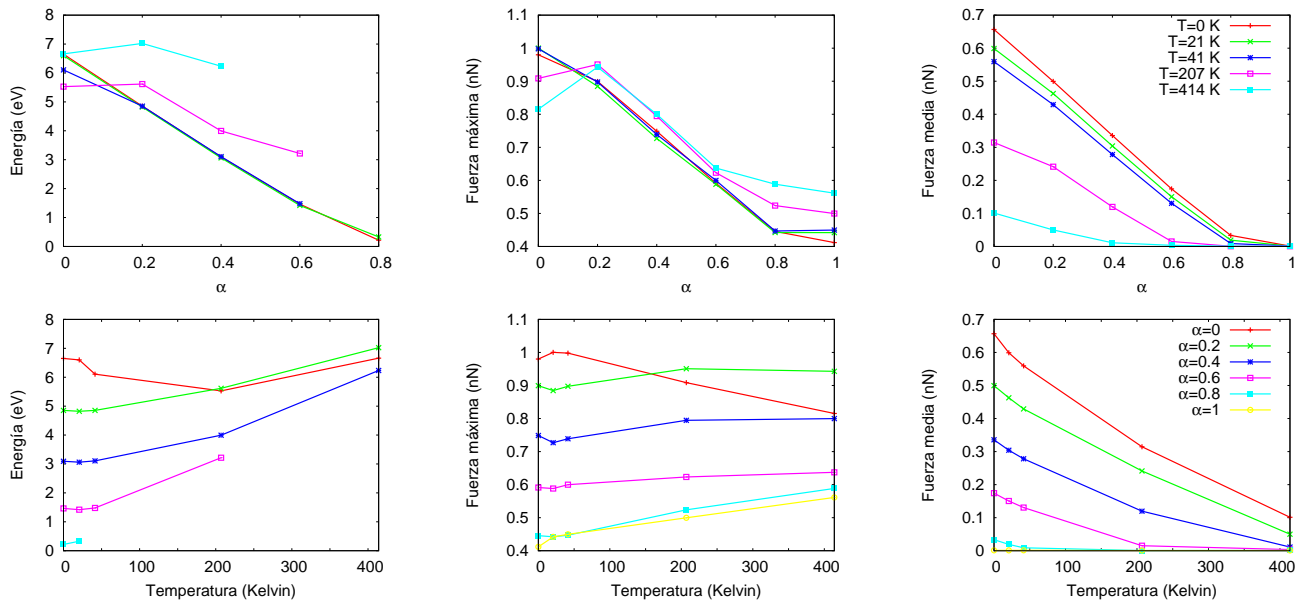 8
7
6
5
4
3
2
1
0
Energía (eV)
0 0.2 0.4 0.6 0.8
α
1.1
1
0.9
0.8
0.7
0.6
0.5
0.4
Fuerza máxima (nN)
0 0.2 0.4 0.6 0.8 1
α
0.7
0.6
0.5
0.4
0.3
0.2
0.1
0
Fuerza media (nN)
T=0 K
T=21 K
T=41 K
T=207 K
T=414 K
0 0.2 0.4 0.6 0.8 1
α
8
7
6
5
4
3
2
1
0
Energía (eV)
0 100 200 300 400
Temperatura (Kelvin)
1.1
1
0.9
0.8
0.7
0.6
0.5
0.4
Fuerza máxima (nN)
0 100 200 300 400
Temperatura (Kelvin)
0.7
0.6
0.5
0.4
0.3
0.2
0.1
0
Fuerza media (nN)
α=0
α=0.2
α=0.4
α=0.6
α=0.8
α=1
0 100 200 300 400
Temperatura (Kelvin)